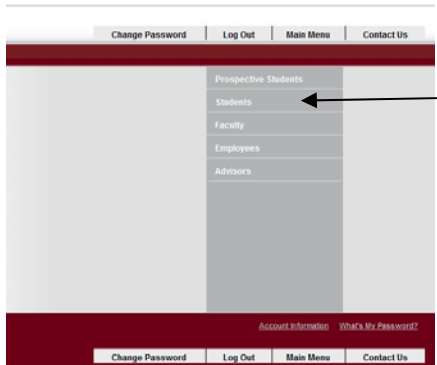 Change Password Log Out Main Menu Contact Us
Prospective Students
Students
Faculty
Employees
Advisors
Account Information What's My Password?
Change Password Log Out Main Menu Contact Us